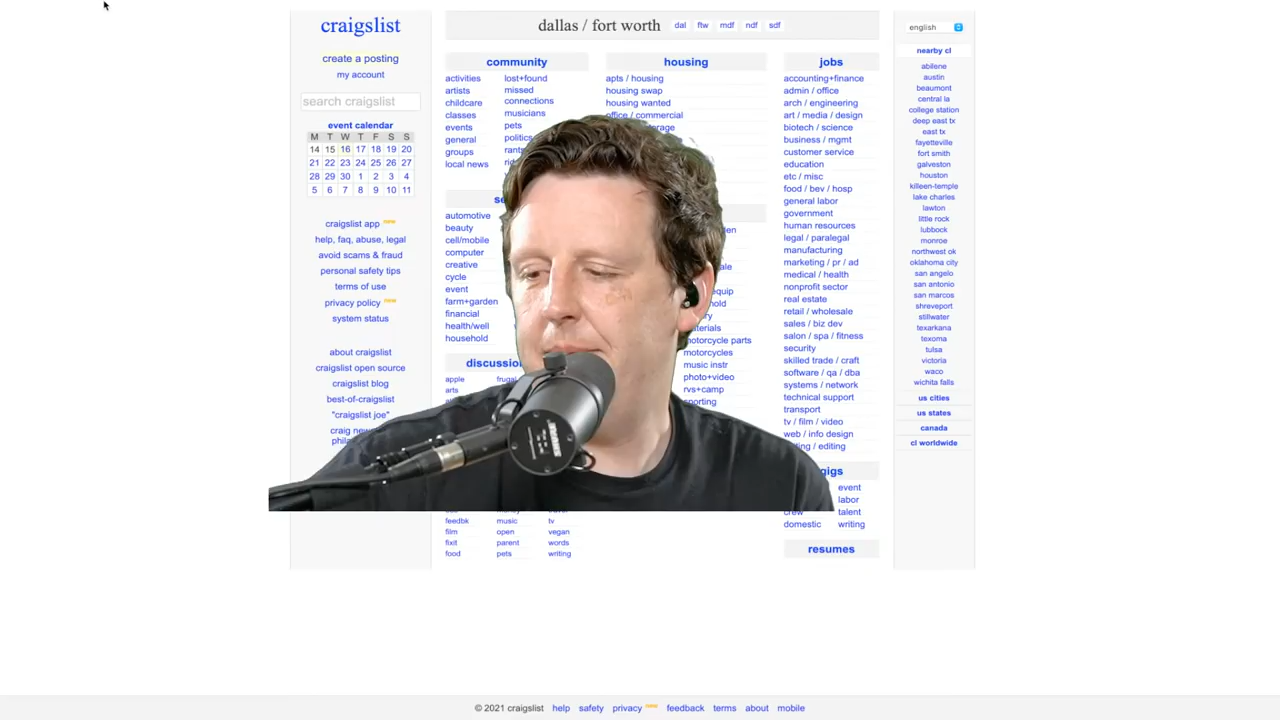 craigslist
create a posting
my account
search craigslist
event calendar
M T W T F S S
14 15 16 17 18 19 20
21 22 23 24 25 26 27
28 29 30 1 2 3 4
5 6 7 8 9 10 11
craigslist app new
help, faq, abuse, legal
avoid scams & fraud
personal safety tips
terms of use
privacy policy new
system status
about craigslist
craigslist open source
craigslist blog
best-of-craigslist
"craigslist joe"
craig
dallas / fort worth dal ftw mdf ndf sdf
community
activities
artists
childcare
classes
events
general
groups
local news
lost+found
missed
connections
musicians
pets
automotive
beauty
cell/mobile
computer
creative
cycle
event
farm+garden
financial
health/well
household
apple
arts
feedbk
film
fixit
food
music
open
parent
pets
tv
vegan
words
writing
housing
apts / housing
housing swap
housing wanted
office / commercial
motorcycle parts
motorcycles
music instr
photo+video
rvs+camp
jobs
accounting+finance
admin / office
arch / engineering
art / media / design
biotech / science
business / mgmt
customer service
education
etc / misc
food / bev / hosp
general labor
government
human resources
legal / paralegal
manufacturing
marketing / pr / ad
medical / health
nonprofit sector
real estate
retail / wholesale
sales / biz dev
salon / spa / fitness
security
skilled trade / craft
software / qa / dba
systems / network
technical support
transport
tv / film / video
web / info design
/ editing
gigs
crew
domestic
event
labor
talent
writing
resumes
english
nearby cl
abilene
austin
beaumont
central la
college station
deep east tx
east tx
fayetteville
fort smith
galveston
houston
killeen-temple
lake charles
lawton
little rock
lubbock
monroe
northwest ok
oklahoma city
san angelo
san antonio
san marcos
shreveport
stillwater
texarkana
texoma
tulsa
victoria
waco
wichita falls
us cities
us states
canada
cl worldwide
© 2021 craigslist help safety privacy new feedback terms about mobile